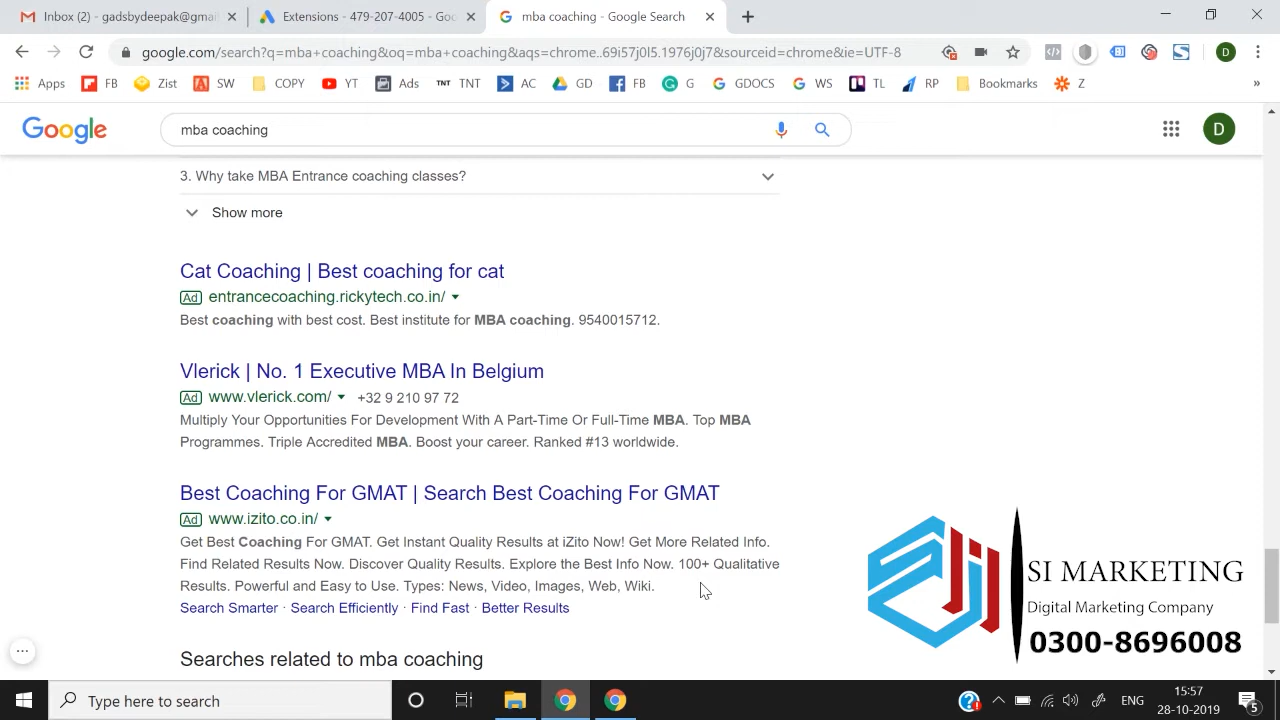 Inbox (2) - gadsbydeepak@gmai
Extensions - 479-207-4005 - Goo
mba coaching - Google Search
google.com/search?q=mba+coaching&oq=mba+coaching&aqs=chrome..69i57j0l5.1976j0j7&sourceid=chrome&ie=UTF-8
D
Apps FB Zist SW COPY YT Ads TNT TNT AC GD FB G GDOCS WS TL RP Bookmarks Z »
Google
mba coaching
D
3. Why take MBA Entrance coaching classes?
Show more
Cat Coaching | Best coaching for cat
Ad entrancecoaching.rickytech.co.in/
Best coaching with best cost. Best institute for MBA coaching. 9540015712.
Vlerick | No. 1 Executive MBA In Belgium
Ad www.vlerick.com/ +32 9 210 97 72
Multiply Your Opportunities For Development With A Part-Time Or Full-Time MBA. Top MBA
Programmes. Triple Accredited MBA. Boost your career. Ranked #13 worldwide.
Best Coaching For GMAT | Search Best Coaching For GMAT
Ad www.izito.co.in/
Get Best Coaching For GMAT. Get Instant Quality Results at iZito Now! Get More Related Info.
Find Related Results Now. Discover Quality Results. Explore the Best Info Now. 100+ Qualitative
Results. Powerful and Easy to Use. Types: News, Video, Images, Web, Wiki.
Search Smarter · Search Efficiently · Find Fast · Better Results
Searches related to mba coaching
SI MARKETING
Digital Marketing Company
0300-8696008
Type here to search
ENG
15:57
28-10-2019
5